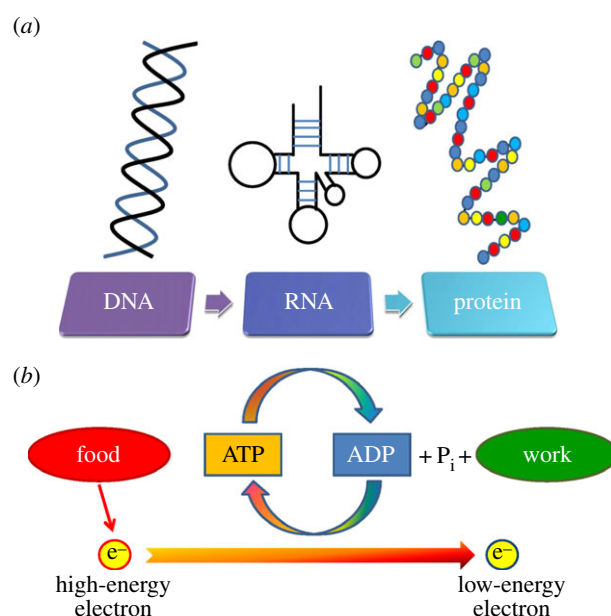 (a)
DNA
RNA
protein
(b)
food
ATP
ADP
+ Pi +
work
e–
e–
high-energy
electron
low-energy
electron